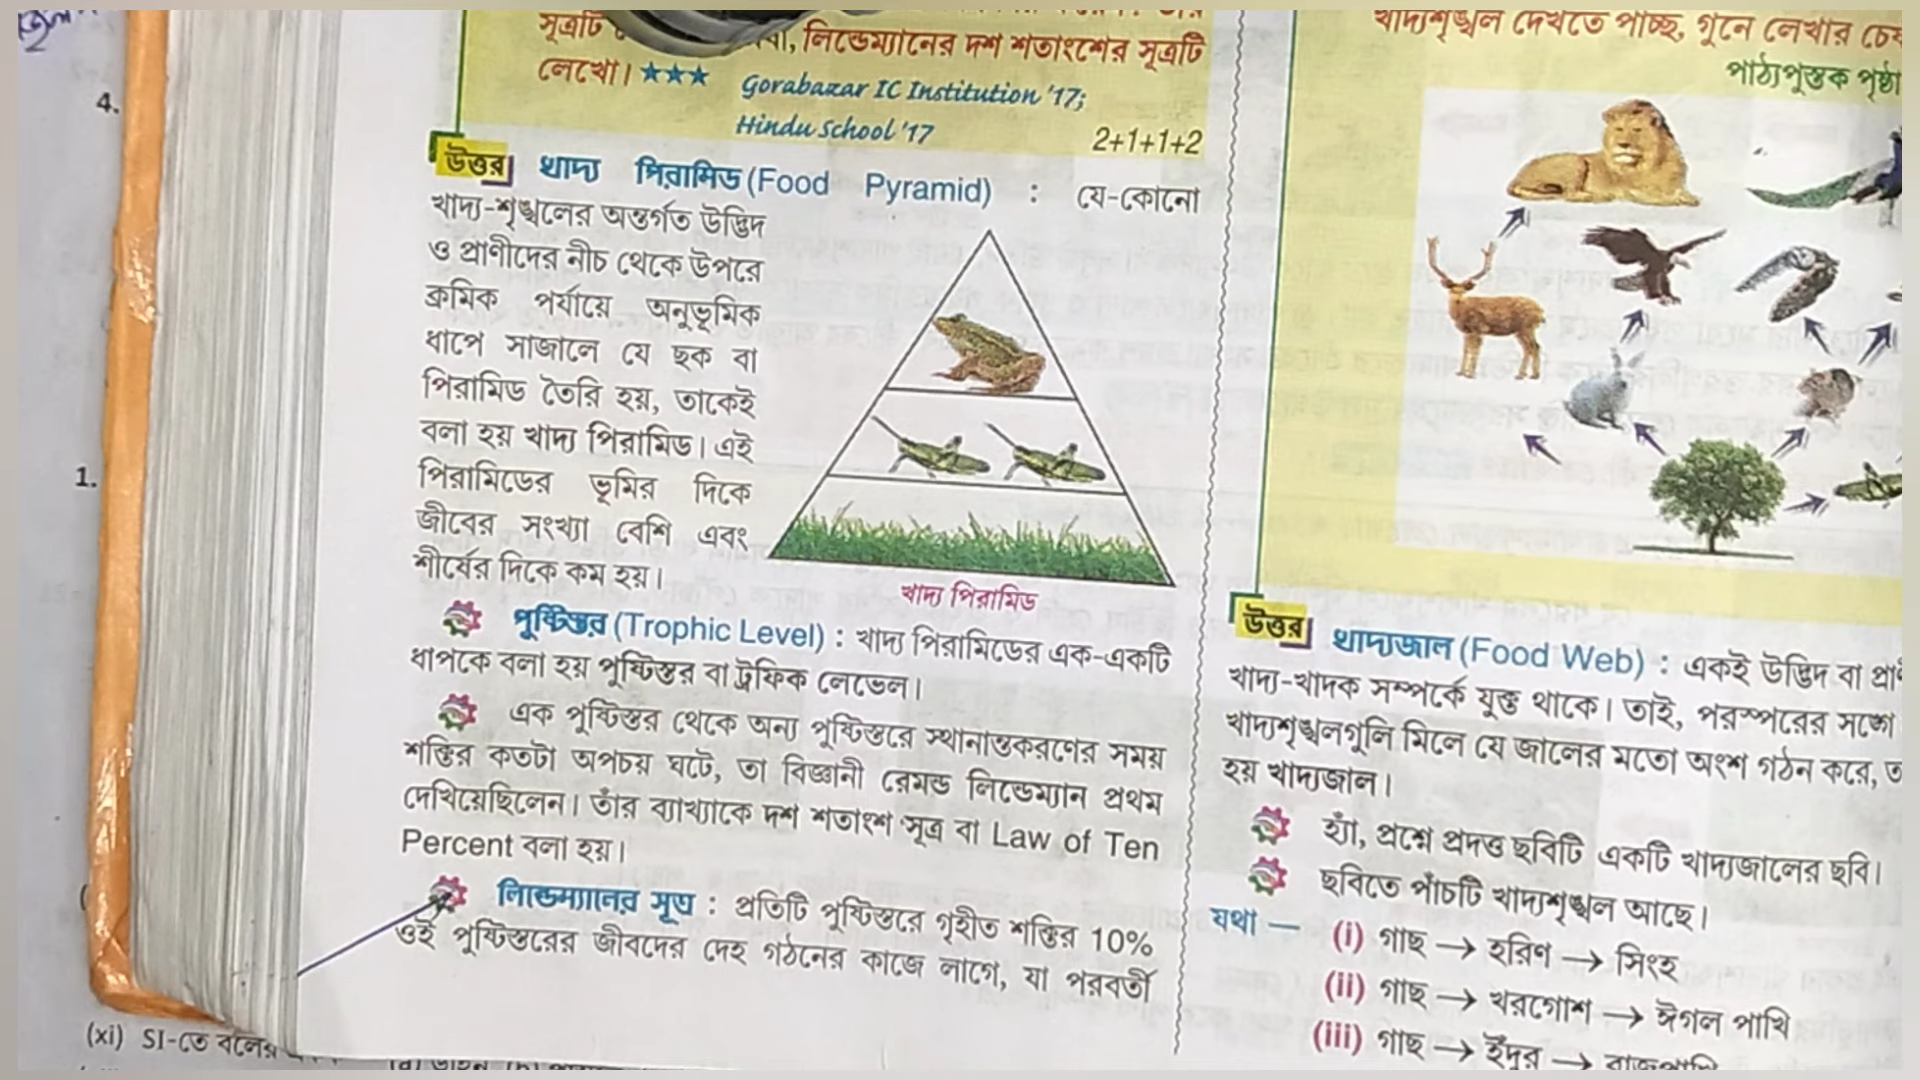 4.
1.
সূত্রটি
লিন্ডেম্যানের দশ শতাংশের সূত্রটি
লেখো। ★★★ Gorabazar IC Institution '17;
Hindu School '17 2+1+1+2
উত্তর খাদ্য পিরামিড (Food Pyramid) : যে-কোনো
খাদ্য-শৃঙ্খলের অন্তর্গত উদ্ভিদ
ও প্রাণীদের নীচ থেকে উপরে
ক্রমিক পর্যায়ে অনুভূমিক
ধাপে সাজালে যে ছক বা
পিরামিড তৈরি হয়, তাকেই
বলা হয় খাদ্য পিরামিড। এই
পিরামিডের ভূমির দিকে
জীবের সংখ্যা বেশি এবং
শীর্ষের দিকে কম হয়।
খাদ্য পিরামিড
পুষ্টিস্তর (Trophic Level) : খাদ্য পিরামিডের এক-একটি
ধাপকে বলা হয় পুষ্টিস্তর বা ট্রফিক লেভেল।
এক পুষ্টিস্তর থেকে অন্য পুষ্টিস্তরে স্থানান্তকরণের সময়
শক্তির কতটা অপচয় ঘটে, তা বিজ্ঞানী রেমন্ড লিন্ডেম্যান প্রথম
দেখিয়েছিলেন। তাঁর ব্যাখ্যাকে দশ শতাংশ সূত্র বা Law of Ten
Percent বলা হয়।
লিন্ডেম্যানের সূত্র : প্রতিটি পুষ্টিস্তরে গৃহীত শক্তির 10%
ওই পুষ্টিস্তরের জীবদের দেহ গঠনের কাজে লাগে, যা পরবর্তী
(xi) SI-তে বলের
খাদ্যশৃঙ্খল দেখতে পাচ্ছ, গুনে লেখার
পাঠ্যপুস্তক পৃষ্ঠা
উত্তর খাদ্যজাল (Food Web) : একই উদ্ভিদ বা
খাদ্য-খাদক সম্পর্কে যুক্ত থাকে। তাই, পরস্পরের সঙ্গে
খাদ্যশৃঙ্খলগুলি মিলে যে জালের মতো অংশ গঠন করে,
হয় খাদ্যজাল।
হ্যাঁ, প্রশ্নে প্রদত্ত ছবিটি একটি খাদ্যজালের ছবি।
ছবিতে পাঁচটি খাদ্যশৃঙ্খল আছে।
যথা — (i) গাছ → হরিণ → সিংহ
(ii) গাছ → খরগোশ → ঈগল পাখি
(iii) গাছ → ইঁদুর → বাজপাখি